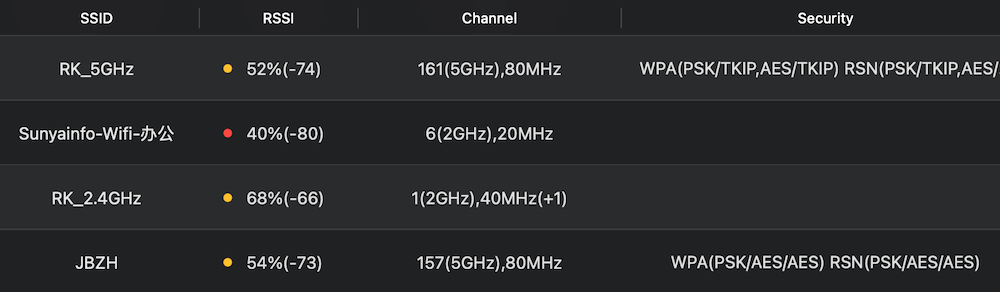 SSID RSSI Channel Security
RK_5GHz 52%(-74) 161(5GHz),80MHz WPA(PSK/TKIP,AES/TKIP) RSN(PSK/TKIP,AES/
Sunyainfo-Wifi-办公 40%(-80) 6(2GHz),20MHz
RK_2.4GHz 68%(-66) 1(2GHz),40MHz(+1)
JBZH 54%(-73) 157(5GHz),80MHz WPA(PSK/AES/AES) RSN(PSK/AES/AES)